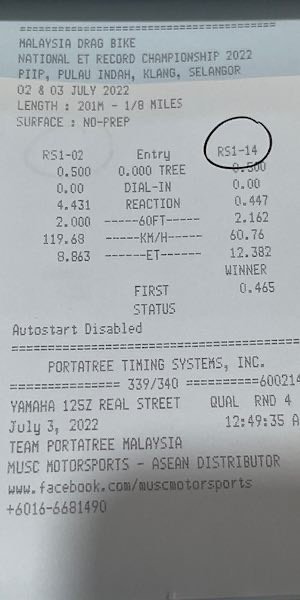 MALAYSIA DRAG BIKE
NATIONAL ET RECORD CHAMPIONSHIP 2022
PIIP, PULAU INDAH, KLANG, SELANGOR
02 & 03 JULY 2022
LENGTH : 201M - 1/8 MILES
SURFACE : NO-PREP
RS1-02 Entry RS1-14
0.500 0.000 TREE 0.500
0.00 DIAL-IN 0.00
4.431 REACTION 0.447
2.000 -----60FT----- 2.162
119.68 -----KM/H----- 60.76
8.863 -----ET----- 12.382
WINNER
FIRST 0.465
STATUS
Autostart Disabled
PORTATREE TIMING SYSTEMS, INC.
============== 339/340 ==========600214
YAMAHA 125Z REAL STREET QUAL RND 4
July 3, 2022 12:49:35 A
TEAM PORTATREE MALAYSIA
MUSC MOTORSPORTS - ASEAN DISTRIBUTOR
www.facebook.com/muscmotorsports
+6016-6681490